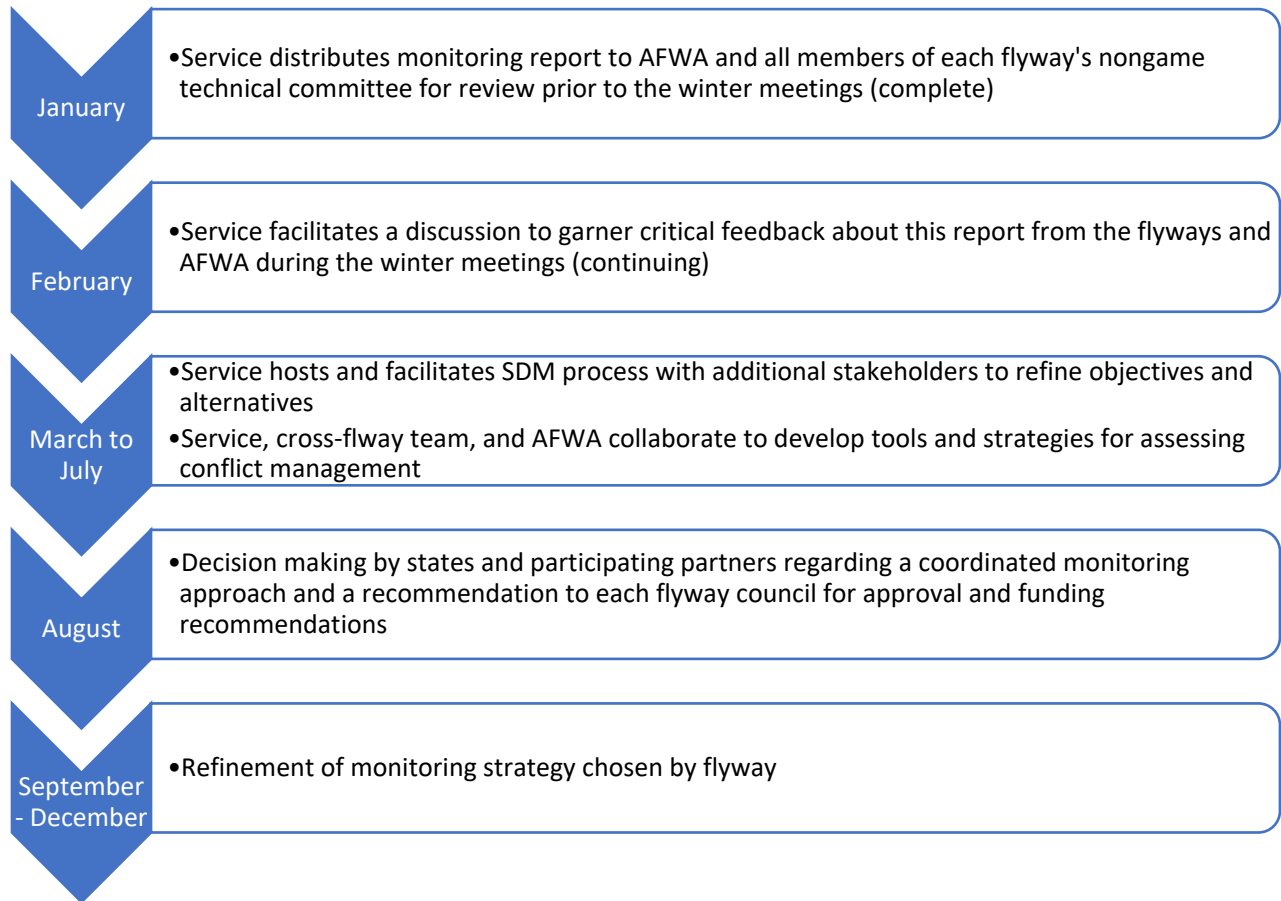 January
•Service distributes monitoring report to AFWA and all members of each flyway's nongame
technical committee for review prior to the winter meetings (complete)
February
•Service facilitates a discussion to garner critical feedback about this report from the flyways and
AFWA during the winter meetings (continuing)
March to
July
•Service hosts and facilitates SDM process with additional stakeholders to refine objectives and
alternatives
•Service, cross-flway team, and AFWA collaborate to develop tools and strategies for assessing
conflict management
August
•Decision making by states and participating partners regarding a coordinated monitoring
approach and a recommendation to each flyway council for approval and funding
recommendations
September
- December
•Refinement of monitoring strategy chosen by flyway